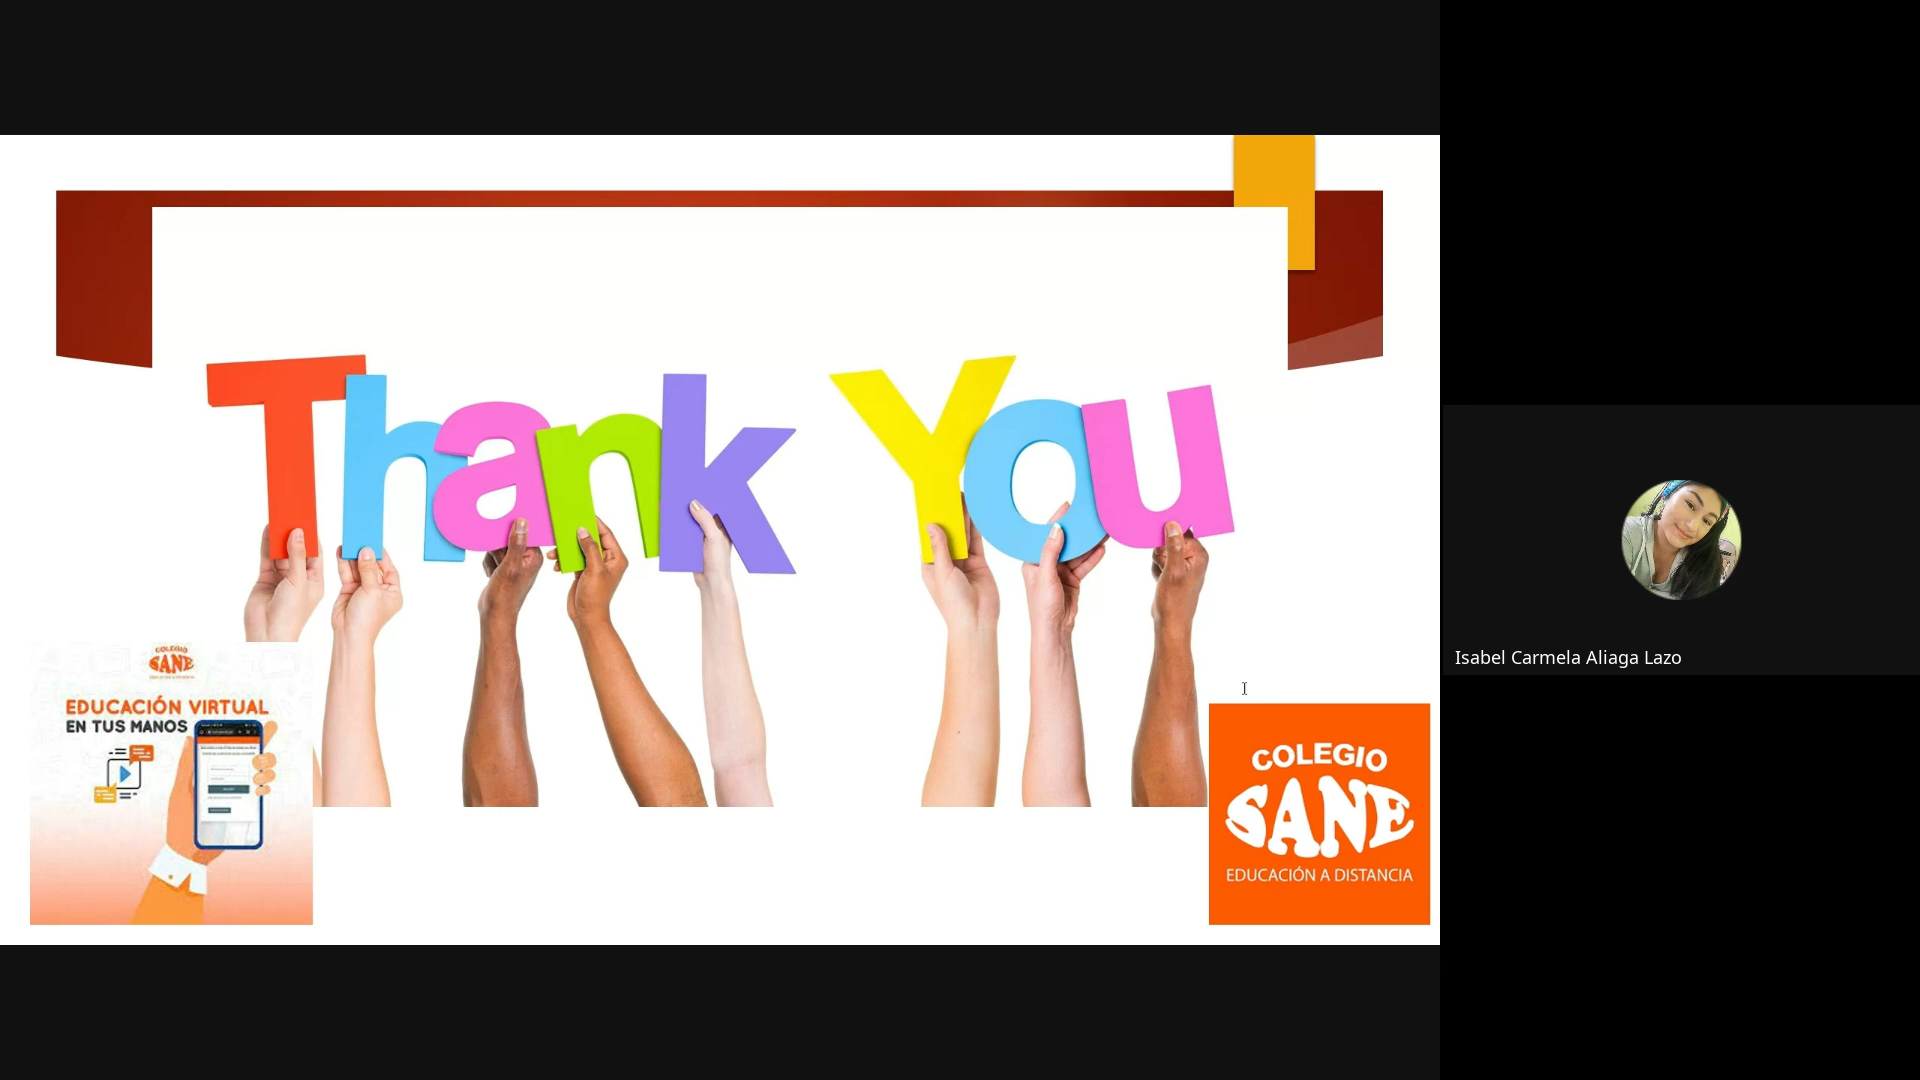 Thank You
COLEGIO
SANE
EDUCACIÓN VIRTUAL
EN TUS MANOS
COLEGIO
SANE
EDUCACIÓN A DISTANCIA
Isabel Carmela Aliaga Lazo